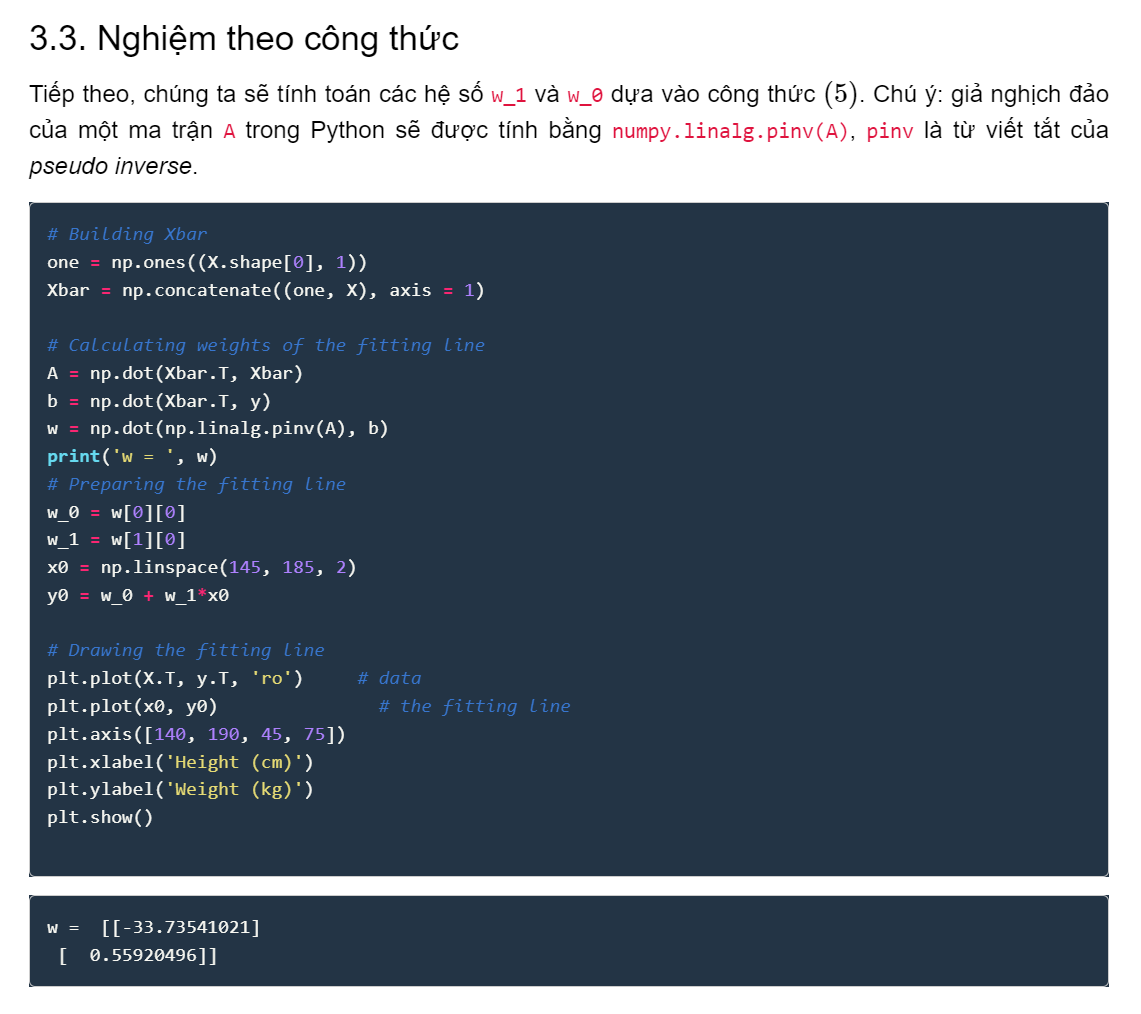 3.3. Nghiệm theo công thức
Tiếp theo, chúng ta sẽ tính toán các hệ số w_1 và w_0 dựa vào công thức (5). Chú ý: giả nghịch đảo
của một ma trận A trong Python sẽ được tính bằng numpy.linalg.pinv(A), pinv là từ viết tắt của
pseudo inverse.
# Building Xbar
one = np.ones((X.shape[0], 1))
Xbar = np.concatenate((one, X), axis = 1)
# Calculating weights of the fitting line
A = np.dot(Xbar.T, Xbar)
b = np.dot(Xbar.T, y)
w = np.dot(np.linalg.pinv(A), b)
print('w = ', w)
# Preparing the fitting line
w_0 = w[0][0]
w_1 = w[1][0]
x0 = np.linspace(145, 185, 2)
y0 = w_0 + w_1*x0
# Drawing the fitting line
plt.plot(X.T, y.T, 'ro')     # data
plt.plot(x0, y0)               # the fitting line
plt.axis([140, 190, 45, 75])
plt.xlabel('Height (cm)')
plt.ylabel('Weight (kg)')
plt.show()
w =  [[-33.73541021]
 [  0.55920496]]